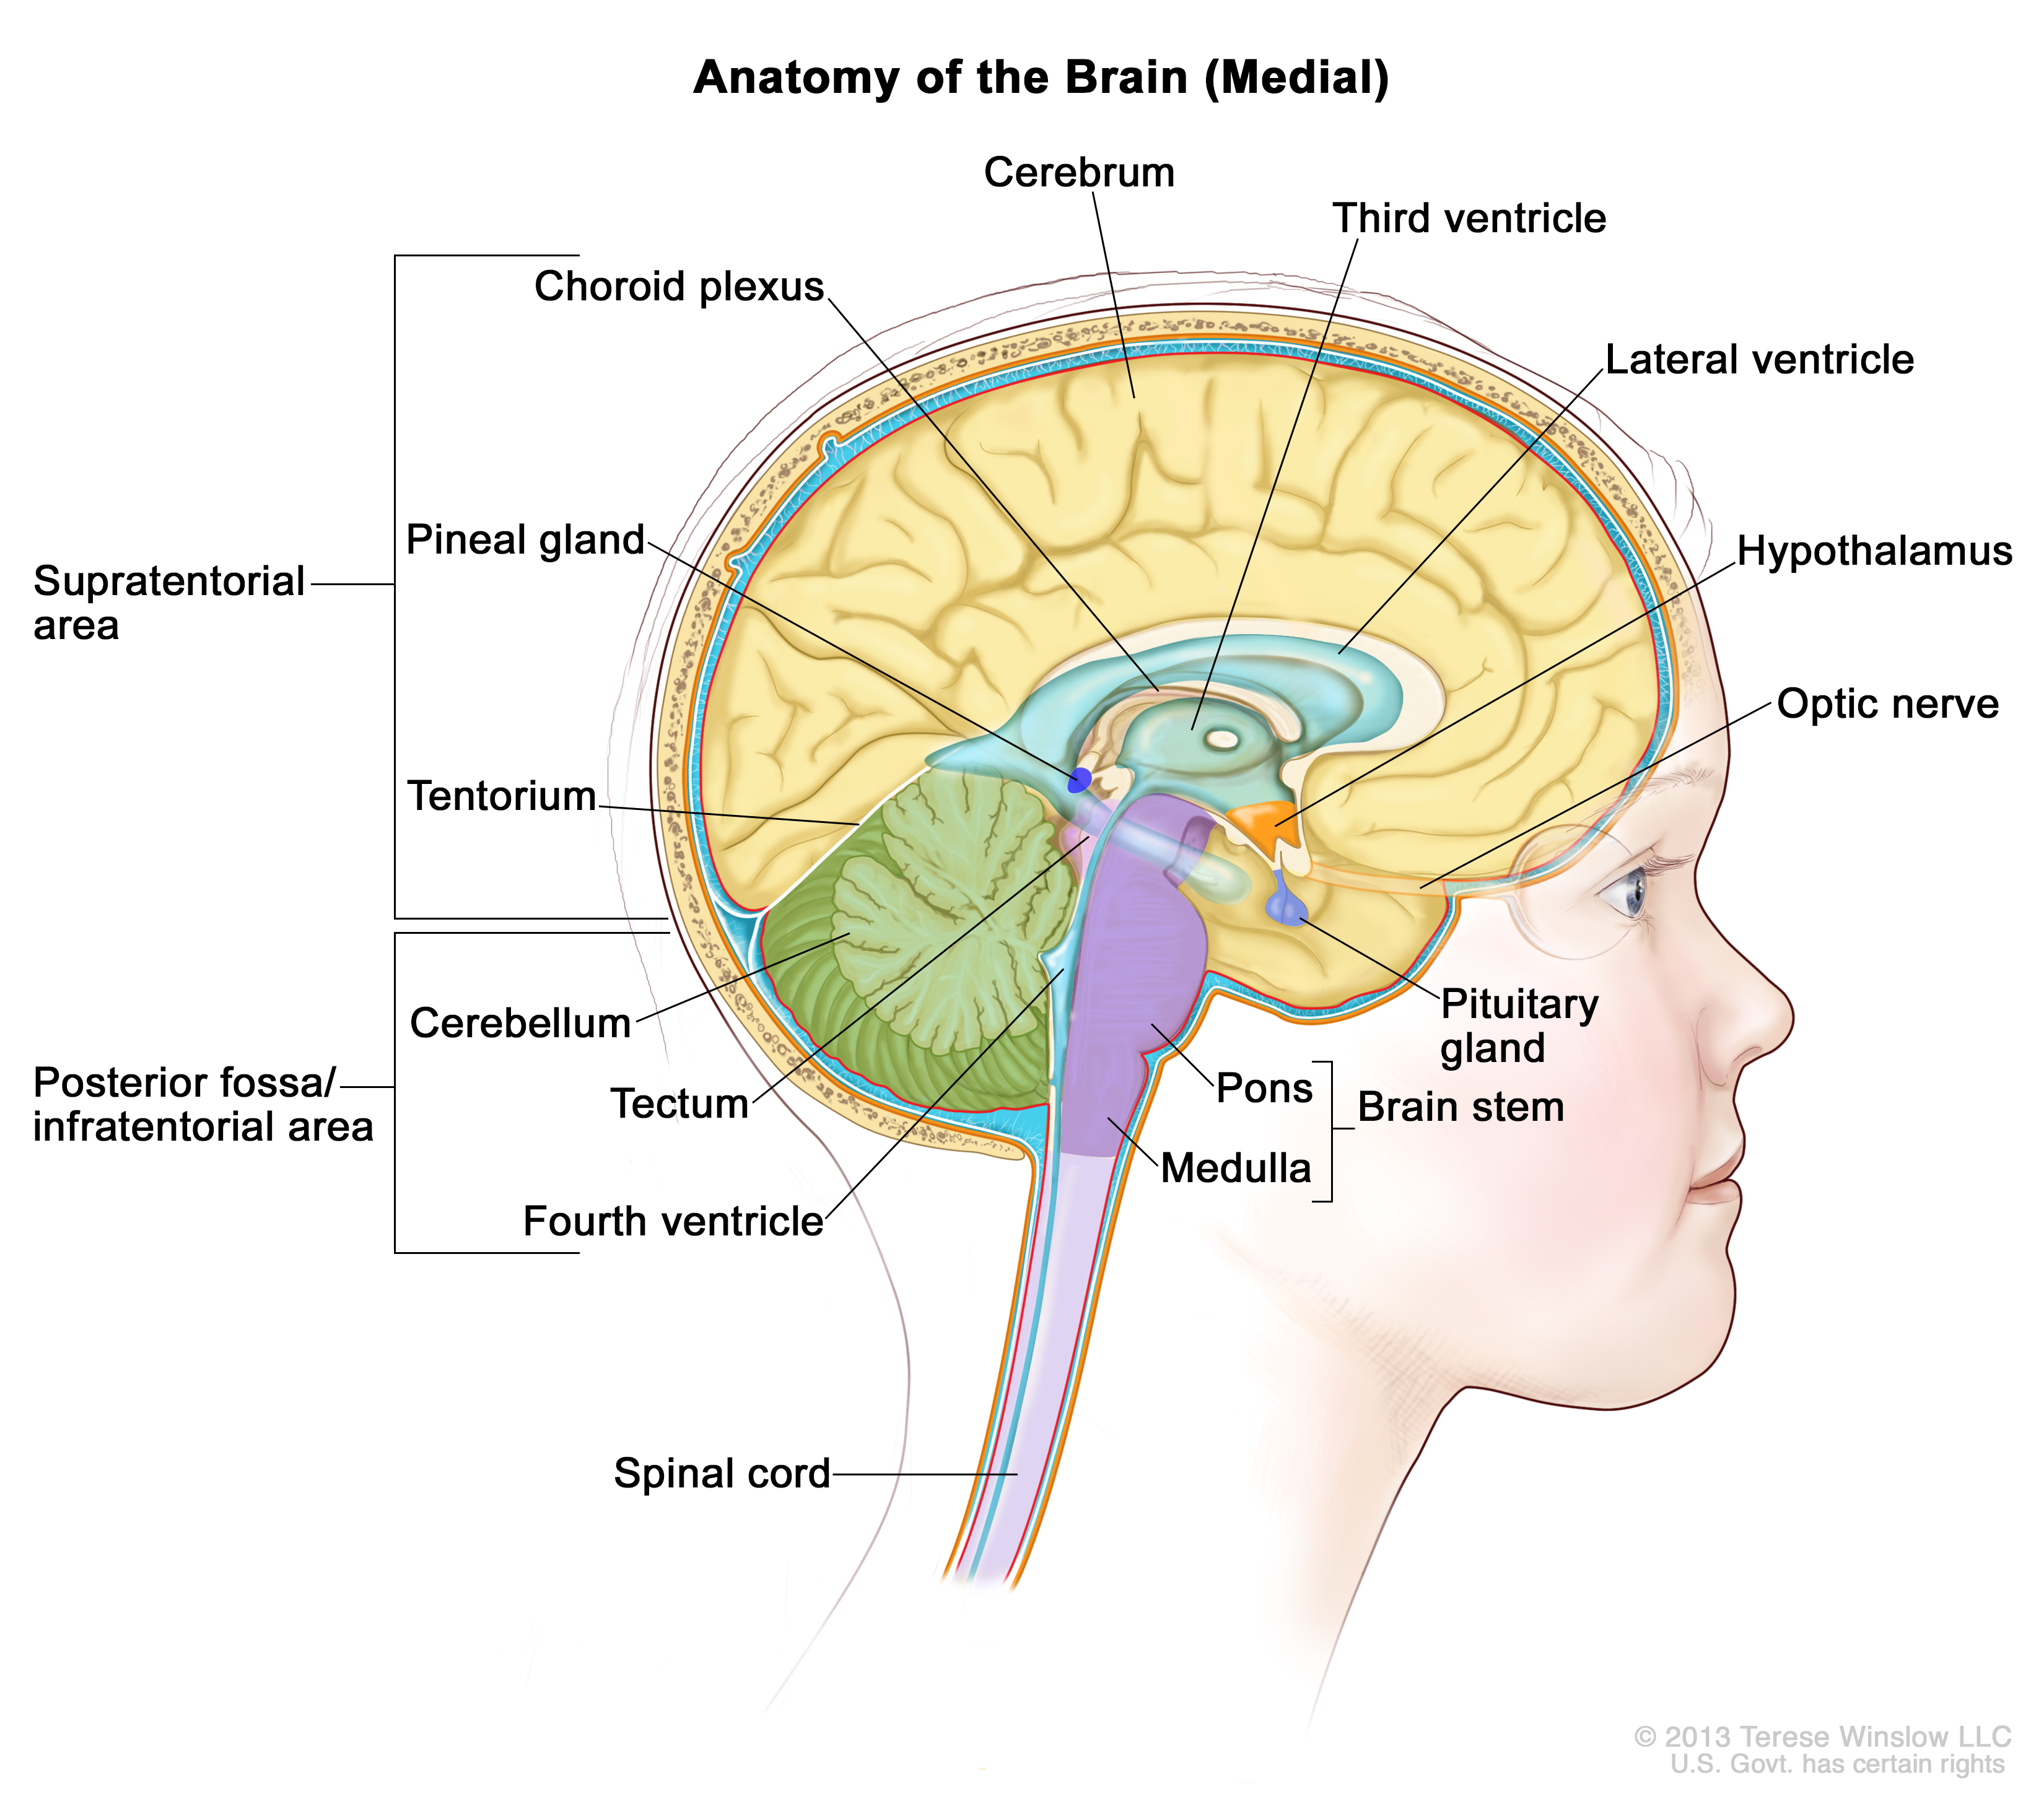 Anatomy of the Brain (Medial)
Cerebrum
Third ventricle
Choroid plexus
Lateral ventricle
Pineal gland
Hypothalamus
Supratentorial
area
Optic nerve
Tentorium
Cerebellum
Pituitary
gland
Posterior fossa/
infratentorial area
Tectum
Pons
Brain stem
Medulla
Fourth ventricle
Spinal cord
© 2013 Terese Winslow LLC
U.S. Govt. has certain rights